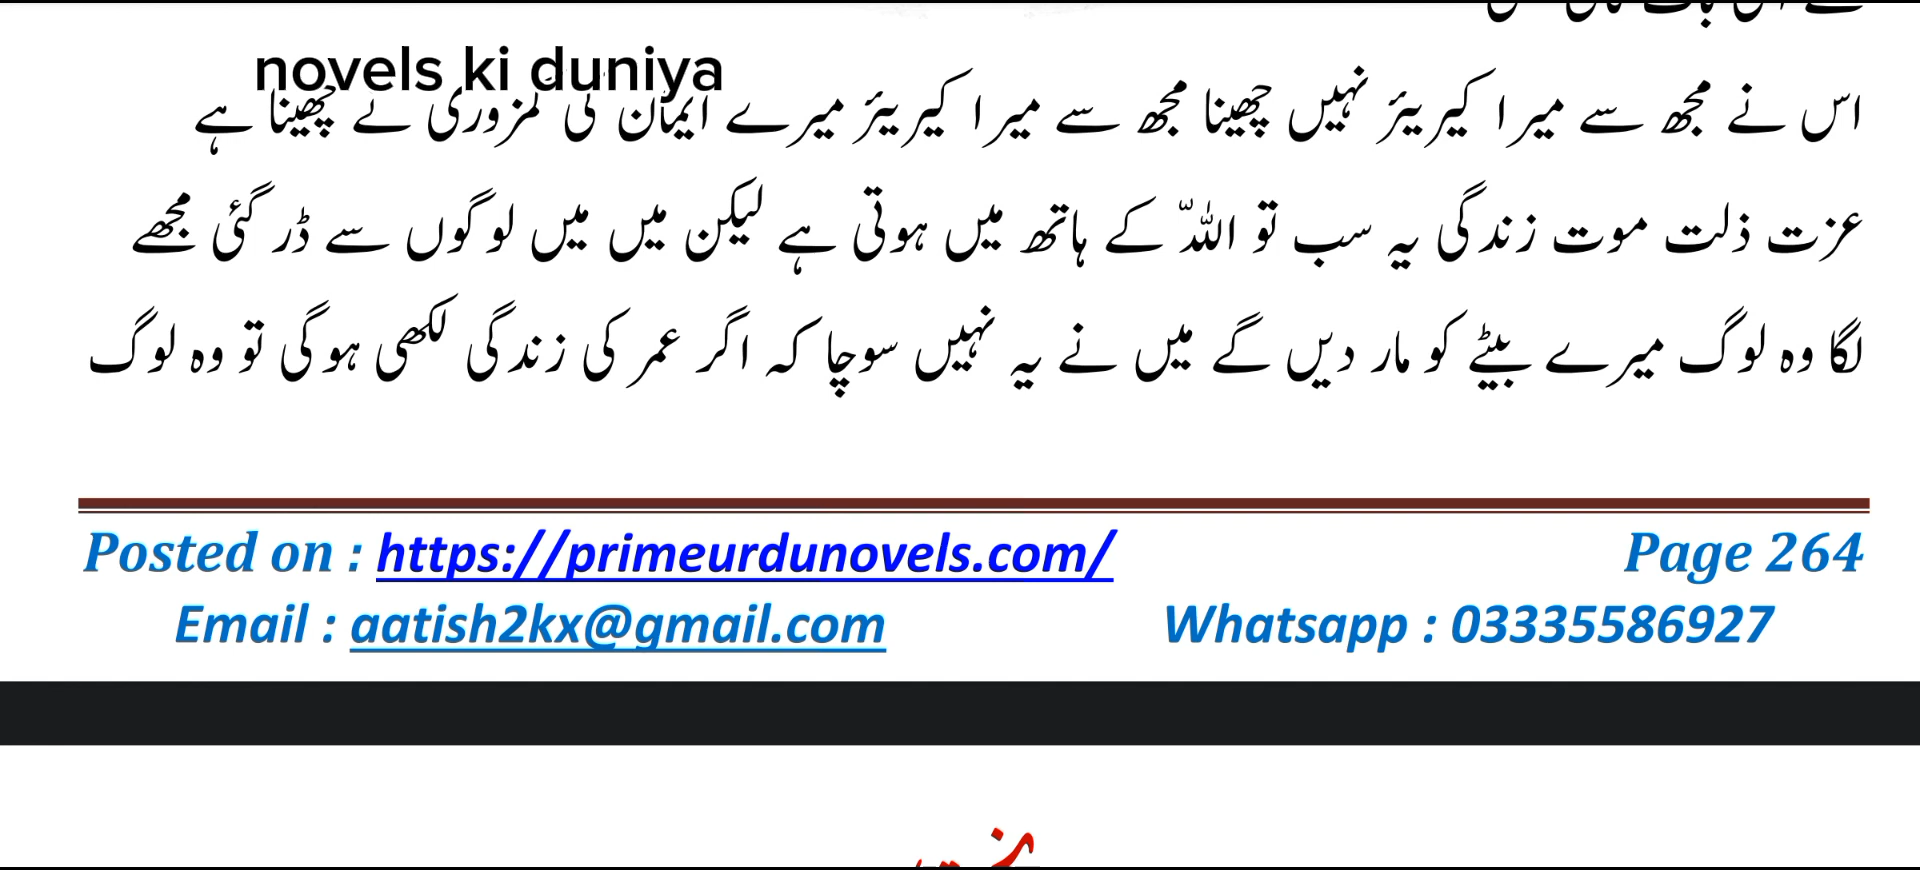 novels ki duniya
اس نے مجھ سے میرا کیریئر نہیں چھینا مجھ سے میرا کیریئر میرے ایمان کی کمزوری نے چھینا ہے
عزت ذلت موت زندگی یہ سب تو اللہ کے ہاتھ میں ہوتی ہے لیکن میں میں لوگوں سے ڈر گئی مجھے
لگا وہ لوگ میرے بیٹے کو مار دیں گے میں نے یہ نہیں سوچا کہ اگر عمر کی زندگی لکھی ہوگی تو وہ لوگ
Posted on : https://primeurdunovels.com/ Page 264
Email : aatish2kx@gmail.com Whatsapp : 03335586927